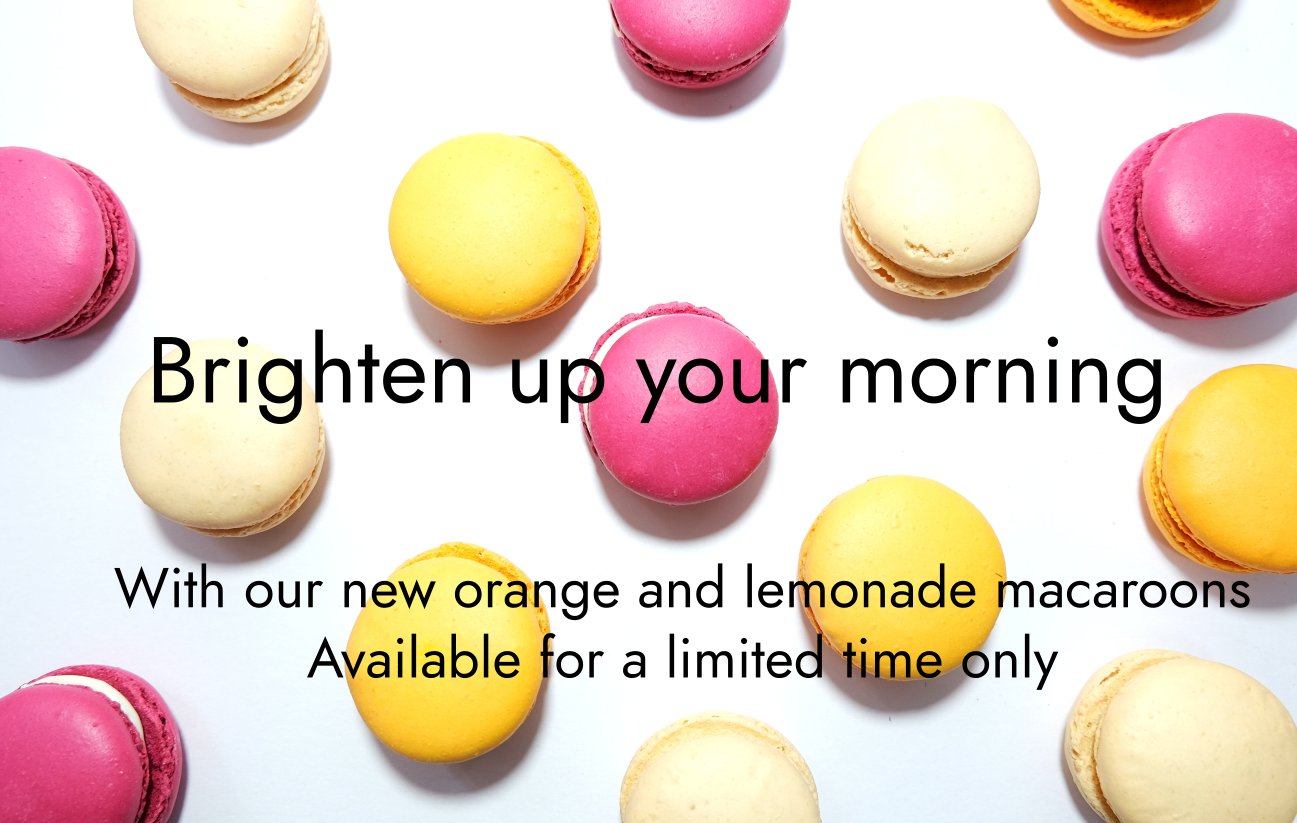 Brighten up your morning
With our new orange and lemonade macaroons
Available for a limited time only